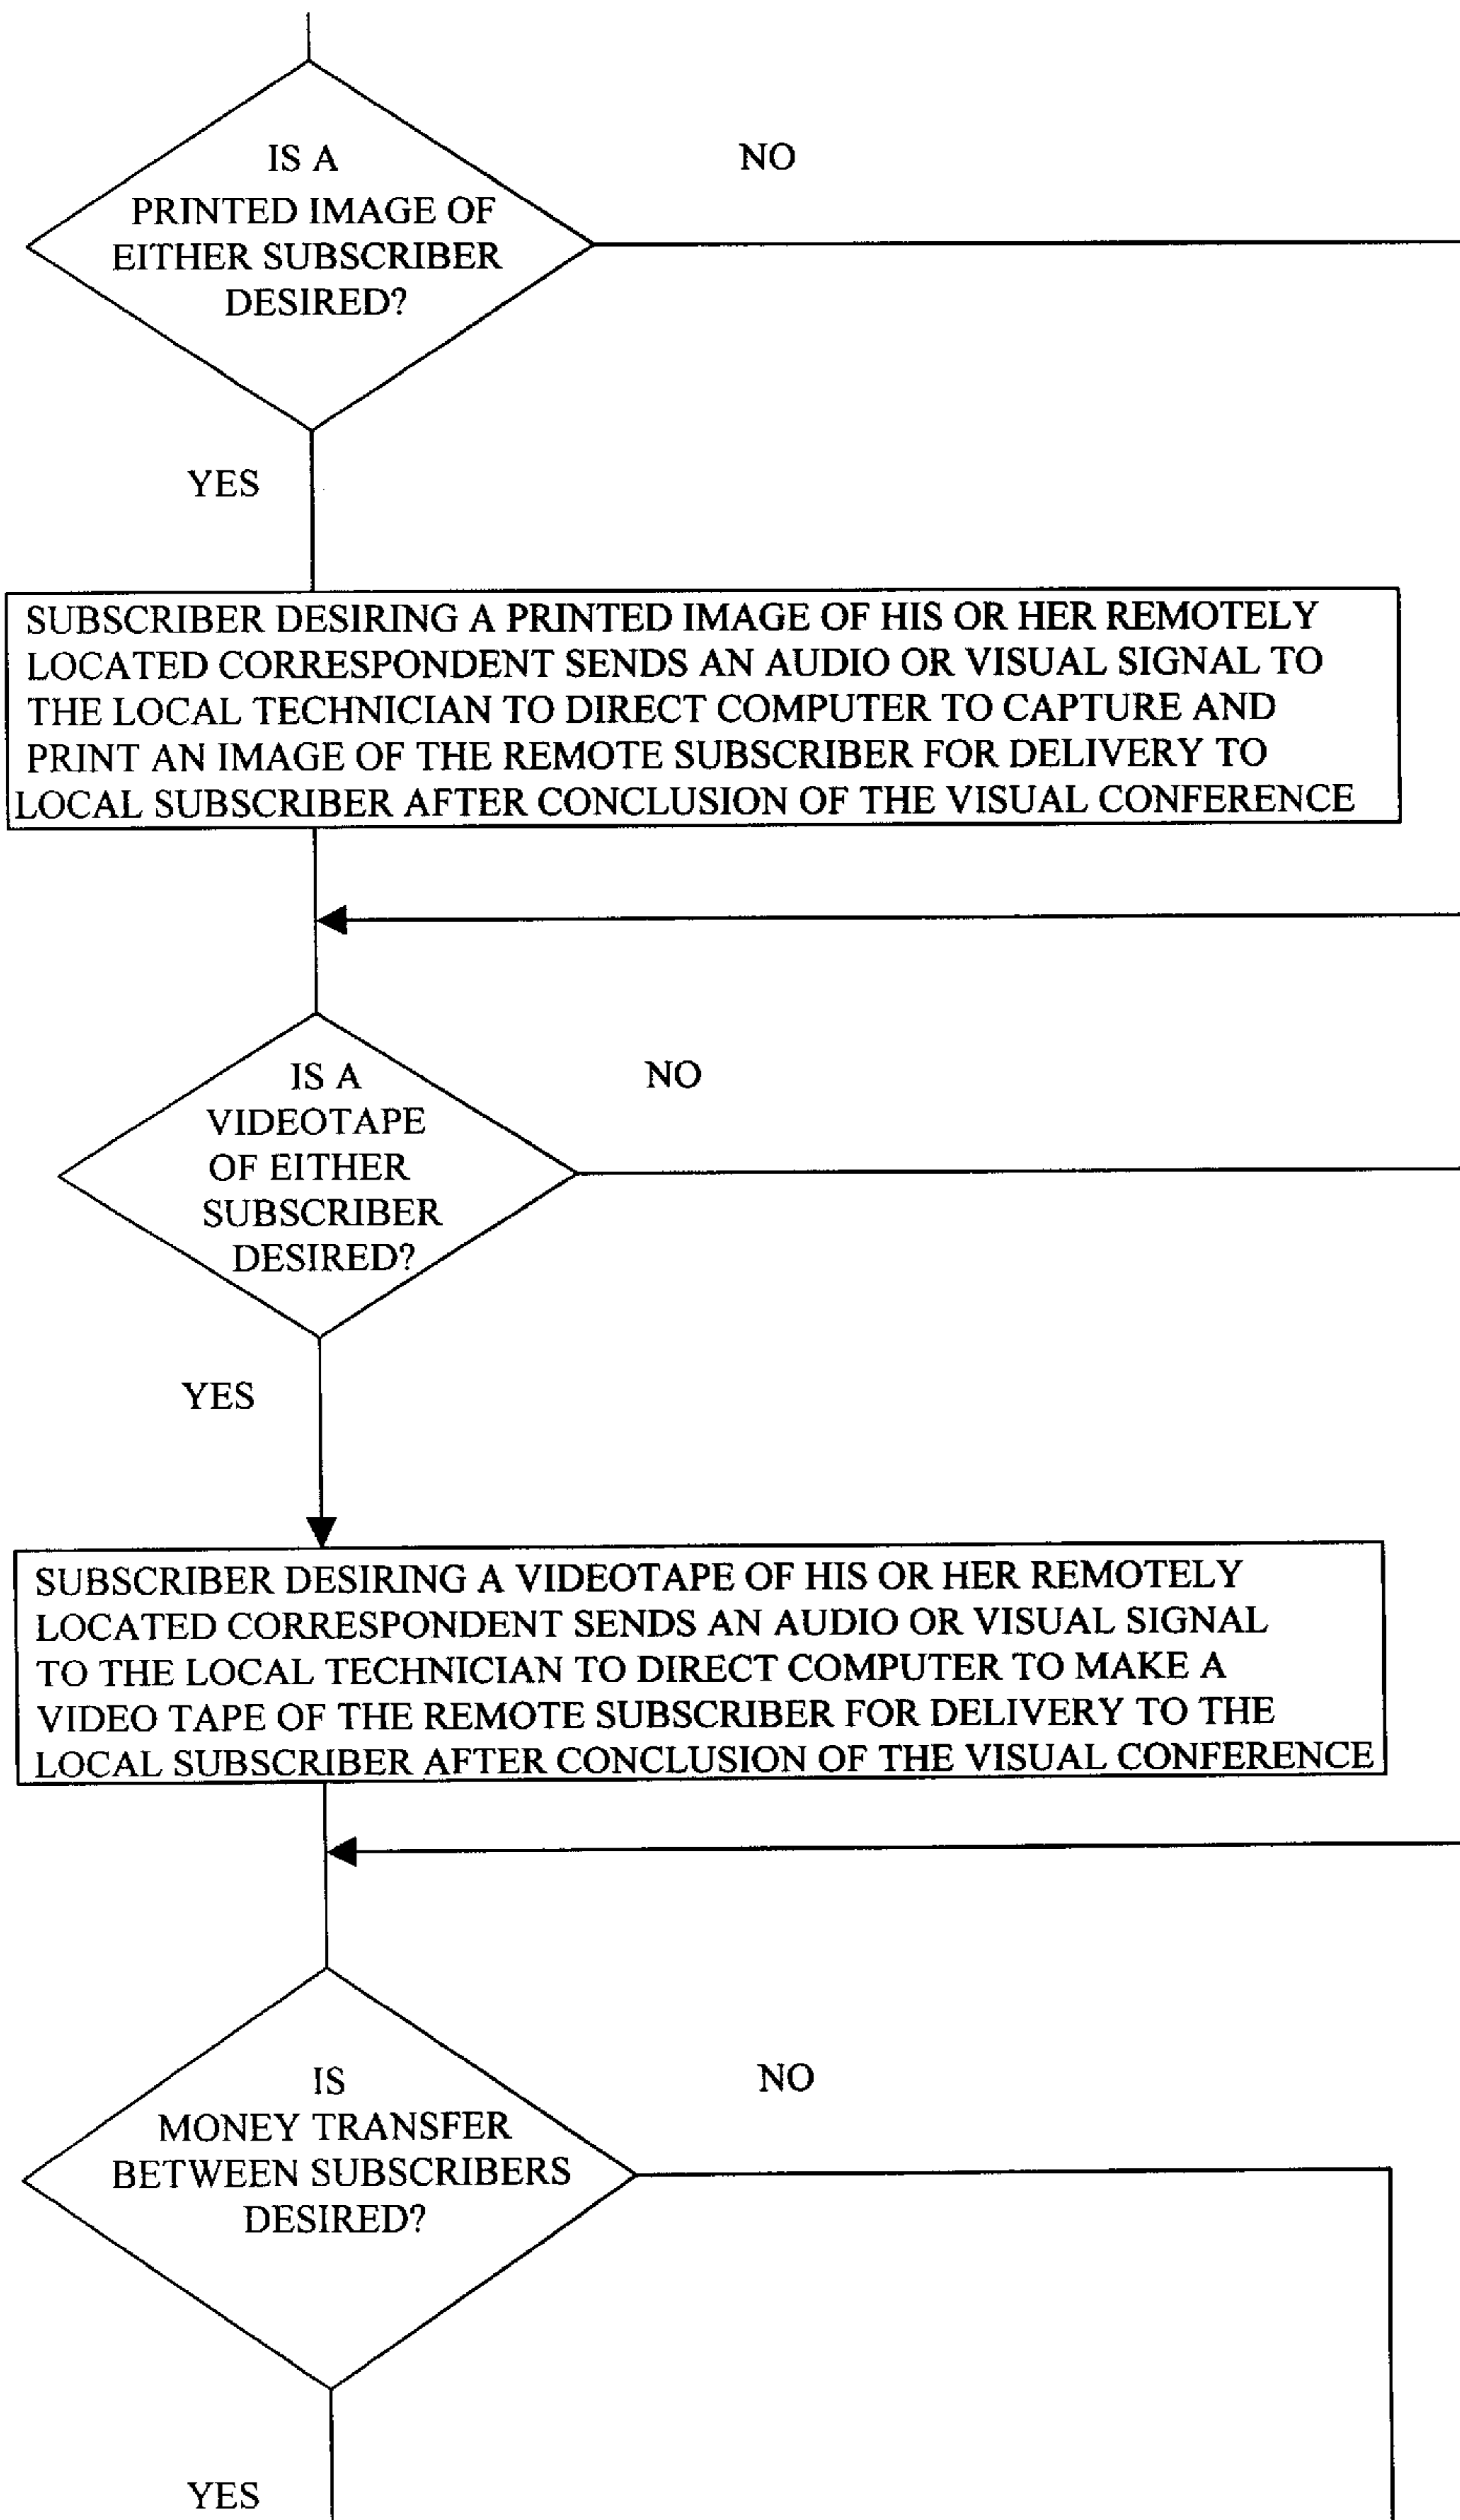 IS A
PRINTED IMAGE OF
EITHER SUBSCRIBER
DESIRED?
NO
YES
SUBSCRIBER DESIRING A PRINTED IMAGE OF HIS OR HER REMOTELY
LOCATED CORRESPONDENT SENDS AN AUDIO OR VISUAL SIGNAL TO
THE LOCAL TECHNICIAN TO DIRECT COMPUTER TO CAPTURE AND
PRINT AN IMAGE OF THE REMOTE SUBSCRIBER FOR DELIVERY TO
LOCAL SUBSCRIBER AFTER CONCLUSION OF THE VISUAL CONFERENCE
IS A
VIDEOTAPE
OF EITHER
SUBSCRIBER
DESIRED?
NO
YES
SUBSCRIBER DESIRING A VIDEOTAPE OF HIS OR HER REMOTELY
LOCATED CORRESPONDENT SENDS AN AUDIO OR VISUAL SIGNAL
TO THE LOCAL TECHNICIAN TO DIRECT COMPUTER TO MAKE A
VIDEO TAPE OF THE REMOTE SUBSCRIBER FOR DELIVERY TO THE
LOCAL SUBSCRIBER AFTER CONCLUSION OF THE VISUAL CONFERENCE
IS
MONEY TRANSFER
BETWEEN SUBSCRIBERS
DESIRED?
NO
YES